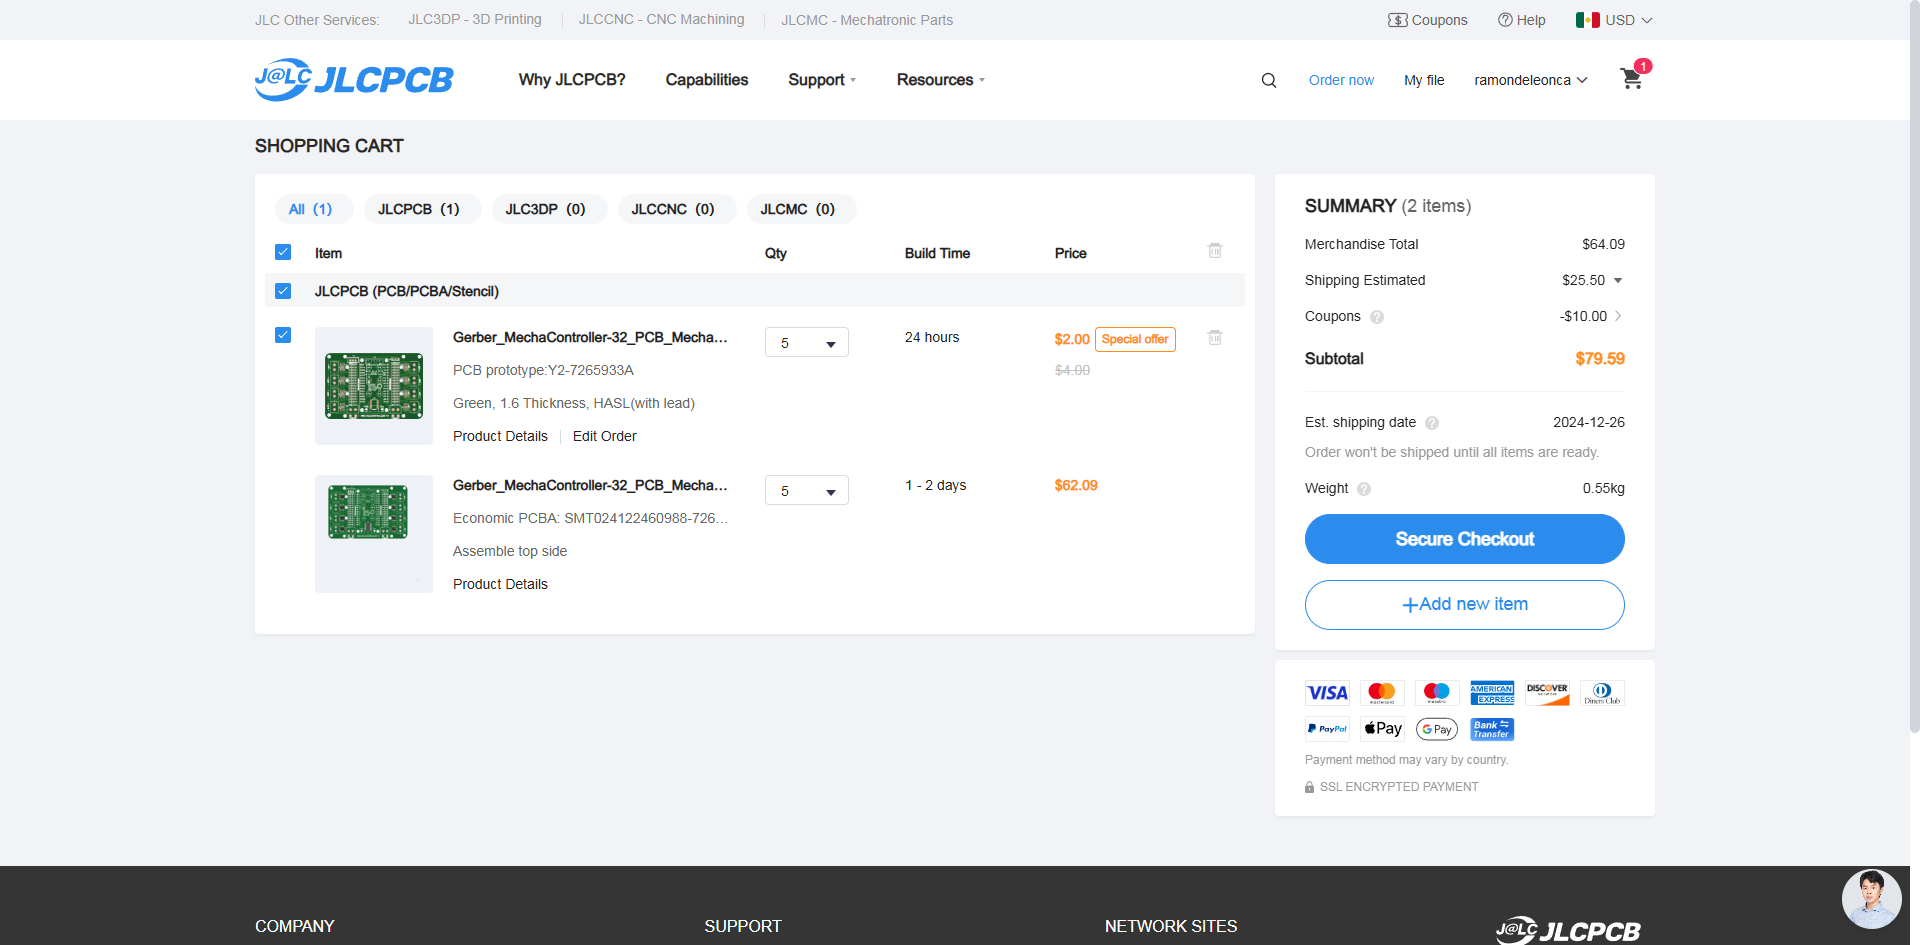 JLC Other Services: JLC3DP - 3D Printing JLCCNC - CNC Machining JLCMC - Mechatronic Parts Coupons Help USD
J@LC JLCPCB Why JLCPCB? Capabilities Support Resources Order now My file ramondeleonca 1
SHOPPING CART
All (1) JLCPCB (1) JLC3DP (0) JLCCNC (0) JLCMC (0)
Item Qty Build Time Price
JLCPCB (PCB/PCBA/Stencil)
Gerber_MechaController-32_PCB_Mecha... 5 24 hours $2.00 Special offer
PCB prototype:Y2-7265933A $4.00
Green, 1.6 Thickness, HASL(with lead)
Product Details Edit Order
Gerber_MechaController-32_PCB_Mecha... 5 1 - 2 days $62.09
Economic PCBA: SMT024122460988-726...
Assemble top side
Product Details
SUMMARY (2 items)
Merchandise Total $64.09
Shipping Estimated $25.50
Coupons ? -$10.00
Subtotal $79.59
Est. shipping date ? 2024-12-26
Order won't be shipped until all items are ready.
Weight ? 0.55kg
Secure Checkout
+Add new item
VISA mastercard maestro AMERICAN EXPRESS DISCOVER NETWORK Diners Club
PayPal Pay G Pay Bank Transfer
Payment method may vary by country.
SSL ENCRYPTED PAYMENT
COMPANY SUPPORT NETWORK SITES J@LC JLCPCB